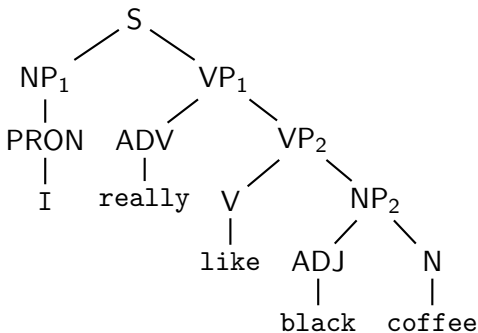 S
NP₁ VP₁
PRON ADV VP₂
I really V NP₂
like ADJ N
black coffee